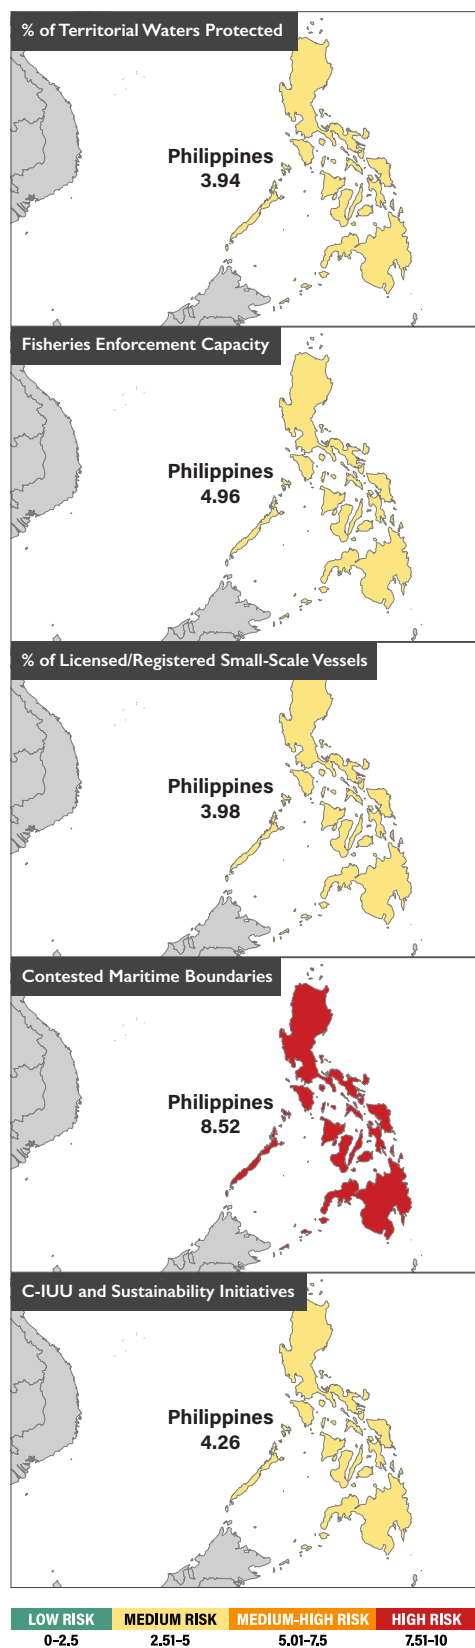 % of Territorial Waters Protected
Philippines
3.94
Fisheries Enforcement Capacity
Philippines
4.96
% of Licensed/Registered Small-Scale Vessels
Philippines
3.98
Contested Maritime Boundaries
Philippines
8.52
C-IUU and Sustainability Initiatives
Philippines
4.26
LOW RISK MEDIUM RISK MEDIUM-HIGH RISK HIGH RISK
0–2.5 2.51–5 5.01–7.5 7.51–10